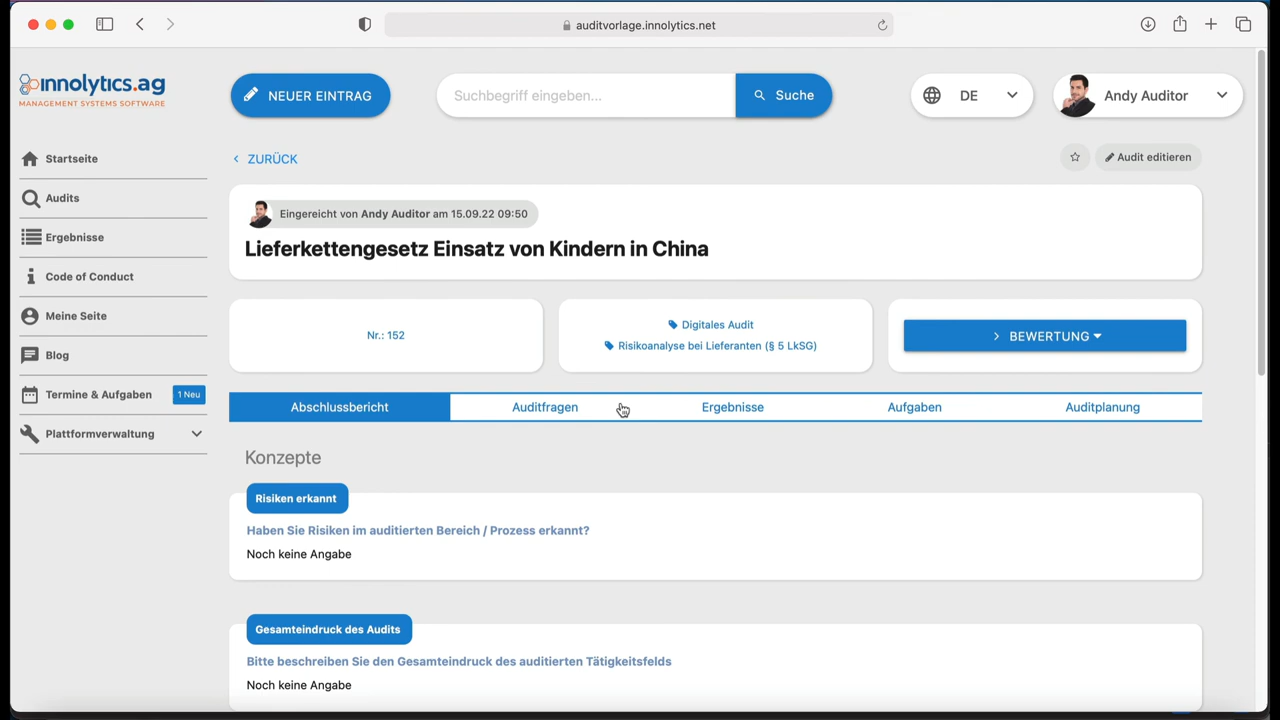 auditvorlage.innolytics.net
innolytics.ag
MANAGEMENT SYSTEMS SOFTWARE
NEUER EINTRAG
Suchbegriff eingeben...
Suche
DE
Andy Auditor
Startseite
Audits
Ergebnisse
Code of Conduct
Meine Seite
Blog
Termine & Aufgaben
1 Neu
Plattformverwaltung
ZURÜCK
Audit editieren
Eingereicht von Andy Auditor am 15.09.22 09:50
Lieferkettengesetz Einsatz von Kindern in China
Nr.: 152
Digitales Audit
Risikoanalyse bei Lieferanten (§ 5 LkSG)
BEWERTUNG
Abschlussbericht
Auditfragen
Ergebnisse
Aufgaben
Auditplanung
Konzepte
Risiken erkannt
Haben Sie Risiken im auditierten Bereich / Prozess erkannt?
Noch keine Angabe
Gesamteindruck des Audits
Bitte beschreiben Sie den Gesamteindruck des auditierten Tätigkeitsfelds
Noch keine Angabe